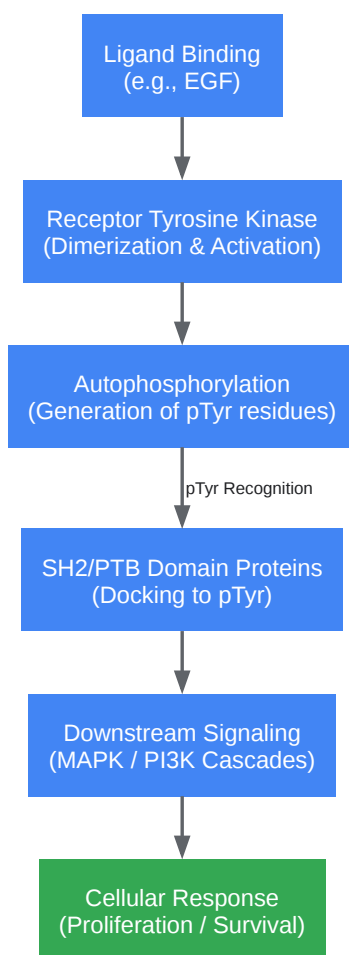 Ligand Binding
(e.g., EGF)
Receptor Tyrosine Kinase
(Dimerization & Activation)
Autophosphorylation
(Generation of pTyr residues)
pTyr Recognition
SH2/PTB Domain Proteins
(Docking to pTyr)
Downstream Signaling
(MAPK / PI3K Cascades)
Cellular Response
(Proliferation / Survival)